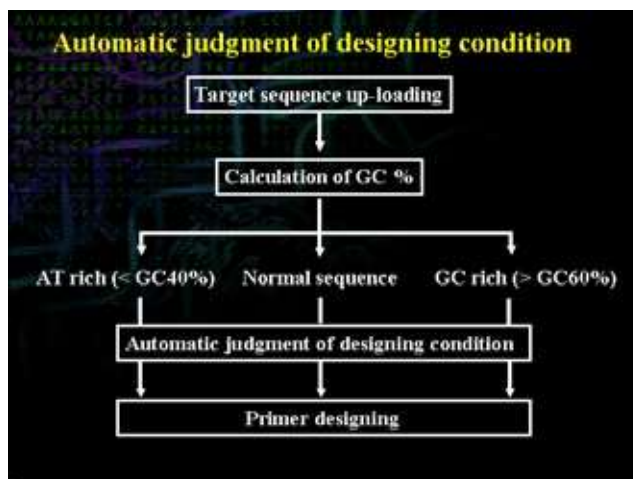 Automatic judgment of designing condition
Target sequence up-loading
Calculation of GC %
AT rich (< GC40%) Normal sequence GC rich (> GC60%)
Automatic judgment of designing condition
Primer designing